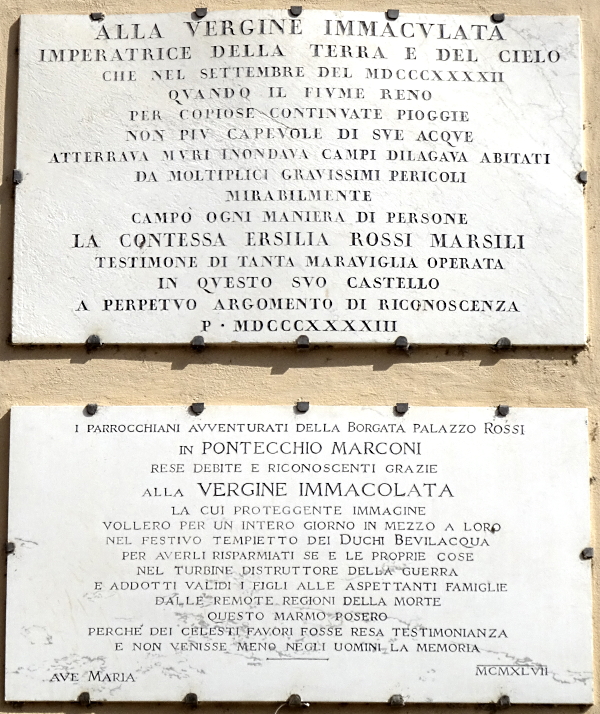 ALLA VERGINE IMMACVLATA
IMPERATRICE DELLA TERRA E DEL CIELO
CHE NEL SETTEMBRE DEL MDCCCXXXXII
QVANDO IL FIVME RENO
PER COPIOSE CONTINVATE PIOGGIE
NON PIV CAPEVOLE DI SVE ACQVE
ATTERRAVA MVRI INONDAVA CAMPI DILAGAVA ABITATI
DA MOLTIPLICI GRAVISSIMI PERICOLI
MIRABILMENTE
CAMPÒ OGNI MANIERA DI PERSONE
LA CONTESSA ERSILIA ROSSI MARSILI
TESTIMONE DI TANTA MARAVIGLIA OPERATA
IN QVESTO SVO CASTELLO
A PERPETVO ARGOMENTO DI RICONOSCENZA
P · MDCCCXXXXIII
I PARROCCHIANI AVVENTURATI DELLA BORGATA PALAZZO ROSSI
IN PONTECCHIO MARCONI
RESE DEBITE E RICONOSCENTI GRAZIE
ALLA VERGINE IMMACOLATA
LA CUI PROTEGGENTE IMMAGINE
VOLLERO PER UN INTERO GIORNO IN MEZZO A LORO
NEL FESTIVO TEMPIETTO DEI DUCHI BEVILACQUA
PER AVERLI RISPARMIATI SE E LE PROPRIE COSE
NEL TURBINE DISTRUTTORE DELLA GUERRA
E ADDOTTI VALIDI I FIGLI ALLE ASPETTANTI FAMIGLIE
DALLE REMOTE REGIONI DELLA MORTE
QUESTO MARMO POSERO
PERCHÉ DEI CELESTI FAVORI FOSSE RESA TESTIMONIANZA
E NON VENISSE MENO NEGLI UOMINI LA MEMORIA
AVE MARIA MCMXLVII